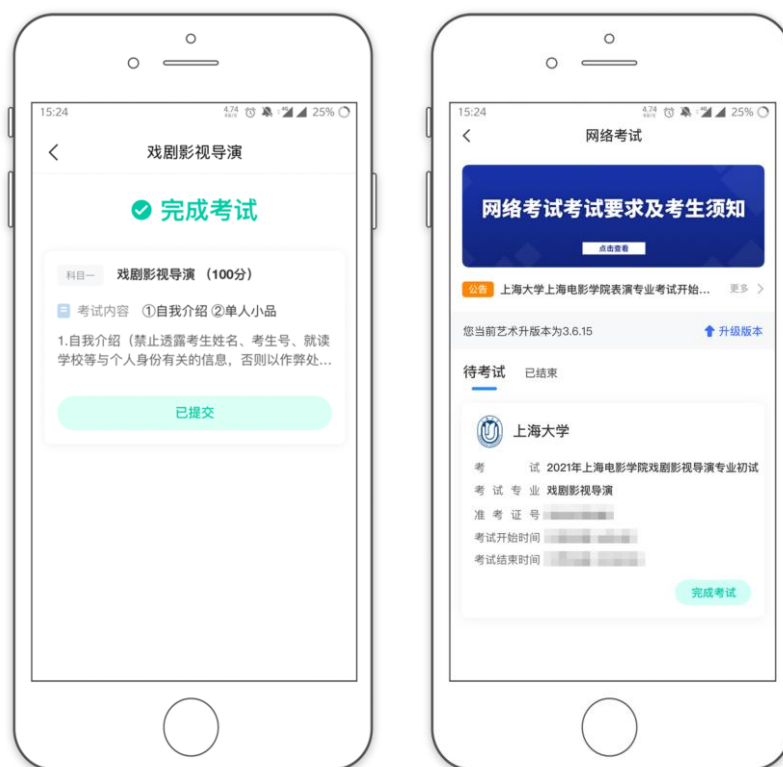 15:24
4.74
KB/S
4G
25%
戏剧影视导演
完成考试
科目一 戏剧影视导演 （100分）
考试内容 ①自我介绍 ②单人小品
1.自我介绍（禁止透露考生姓名、考生号、就读
学校等与个人身份有关的信息，否则以作弊处...
已提交
15:24
4.74
KB/S
4G
25%
网络考试
网络考试考试要求及考生须知
点击查看
公告 上海大学上海电影学院表演专业考试开始... 更多
您当前艺术升版本为3.6.15 升级版本
待考试 已结束
上海大学
考 试 2021年上海电影学院戏剧影视导演专业初试
考试专业 戏剧影视导演
准考证号
考试开始时间
考试结束时间
完成考试